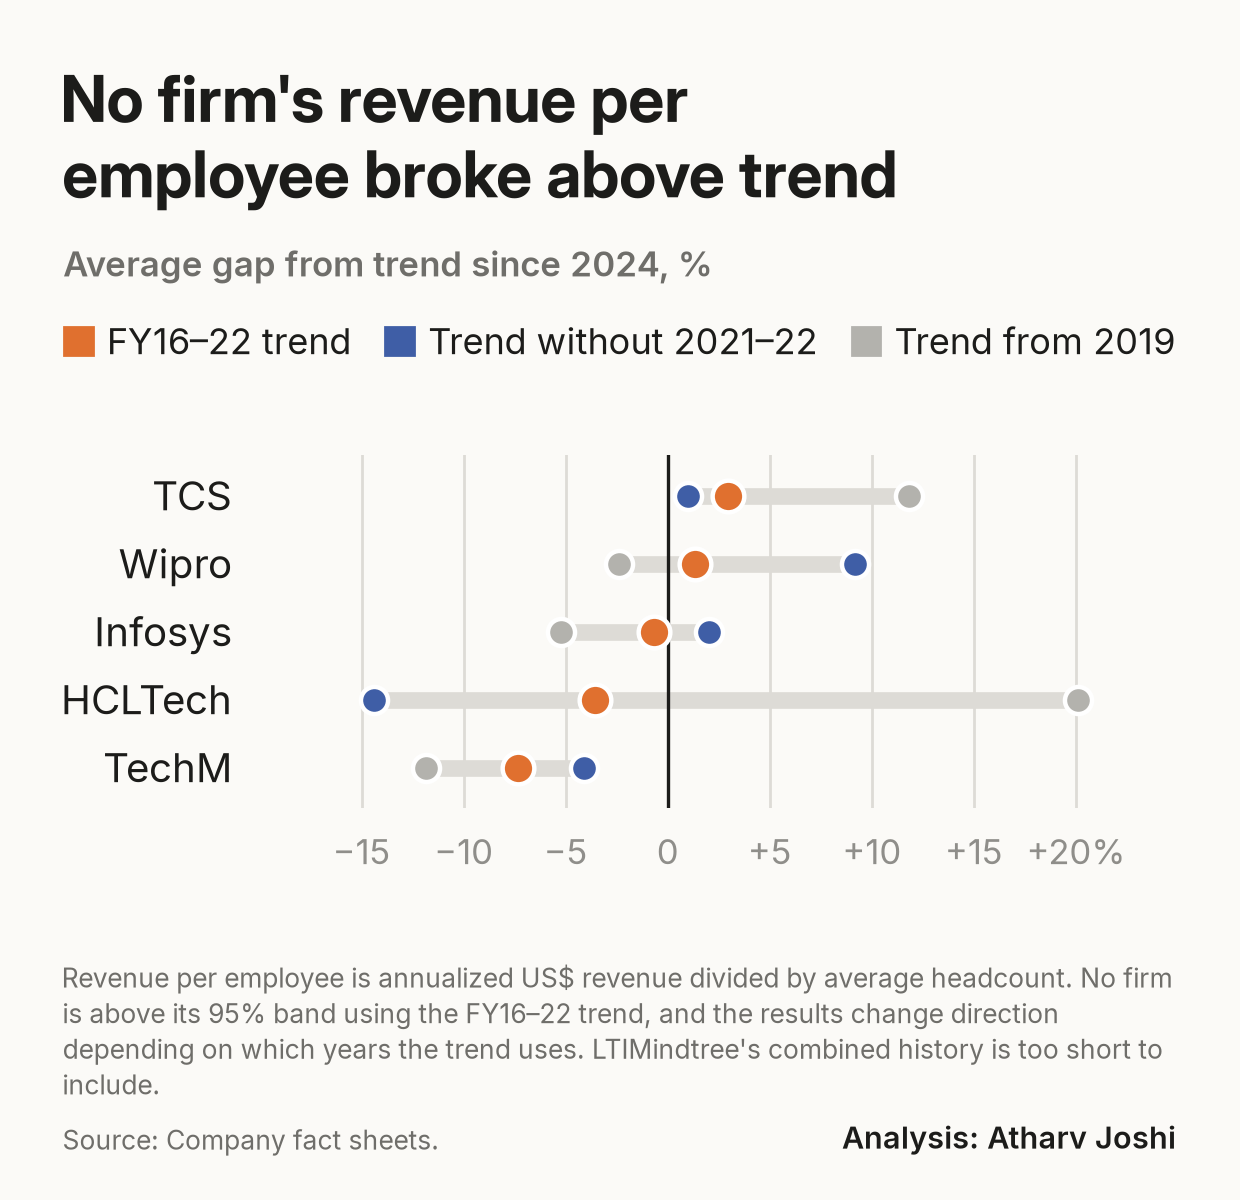 No firm's revenue per
employee broke above trend
Average gap from trend since 2024, %
FY16–22 trend Trend without 2021–22 Trend from 2019
TCS
Wipro
Infosys
HCLTech
TechM
−15 −10 −5 0 +5 +10 +15 +20%
Revenue per employee is annualized US$ revenue divided by average headcount. No firm
is above its 95% band using the FY16–22 trend, and the results change direction
depending on which years the trend uses. LTIMindtree's combined history is too short to
include.
Source: Company fact sheets.
Analysis: Atharv Joshi